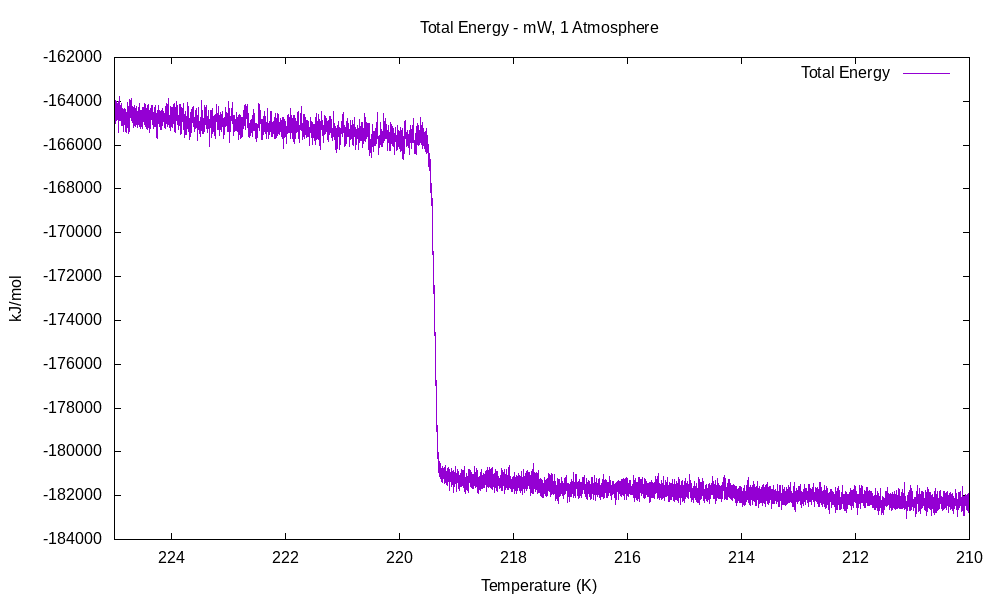 Total Energy - mW, 1 Atmosphere
Total Energy
-162000
-164000
-166000
-168000
-170000
-172000
-174000
-176000
-178000
-180000
-182000
-184000
kJ/mol
224 222 220 218 216 214 212 210
Temperature (K)